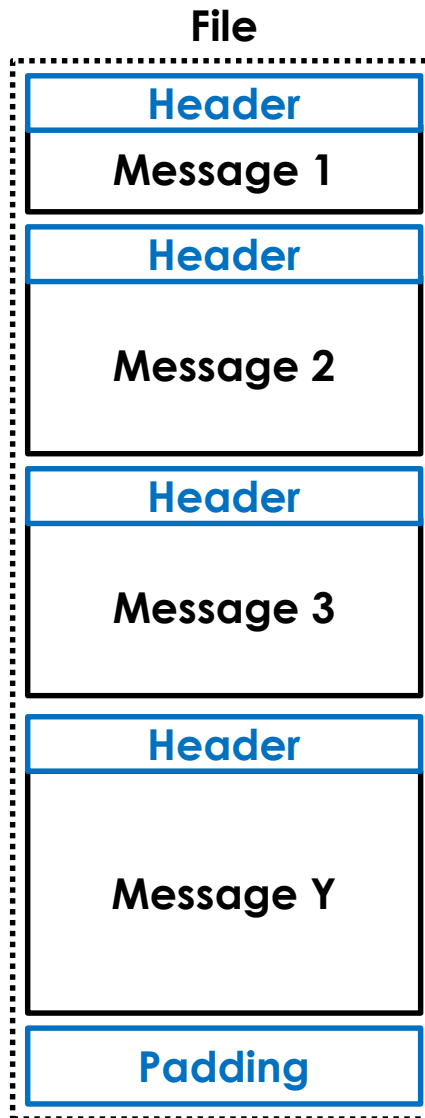 File
Header
Message 1
Header
Message 2
Header
Message 3
Header
Message Y
Padding